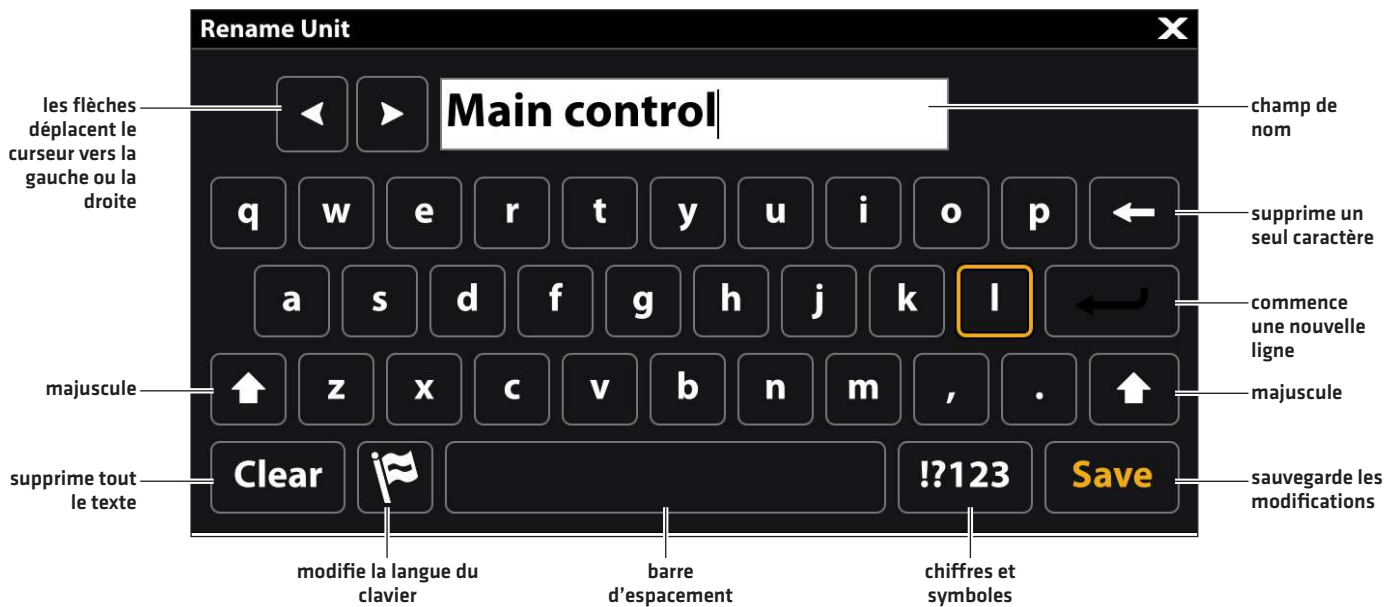 Rename Unit X
les flèches
déplacent le
curseur vers la
gauche ou la
droite
Main control
champ de
nom
q w e r t y u i o p
supprime un
seul caractère
a s d f g h j k l
commence
une nouvelle
ligne
majuscule
z x c v b n m , .
majuscule
supprime tout
le texte
Clear !?123 Save
sauvegarde les
modifications
modifie la langue du
clavier
barre
d'espacement
chiffres et
symboles